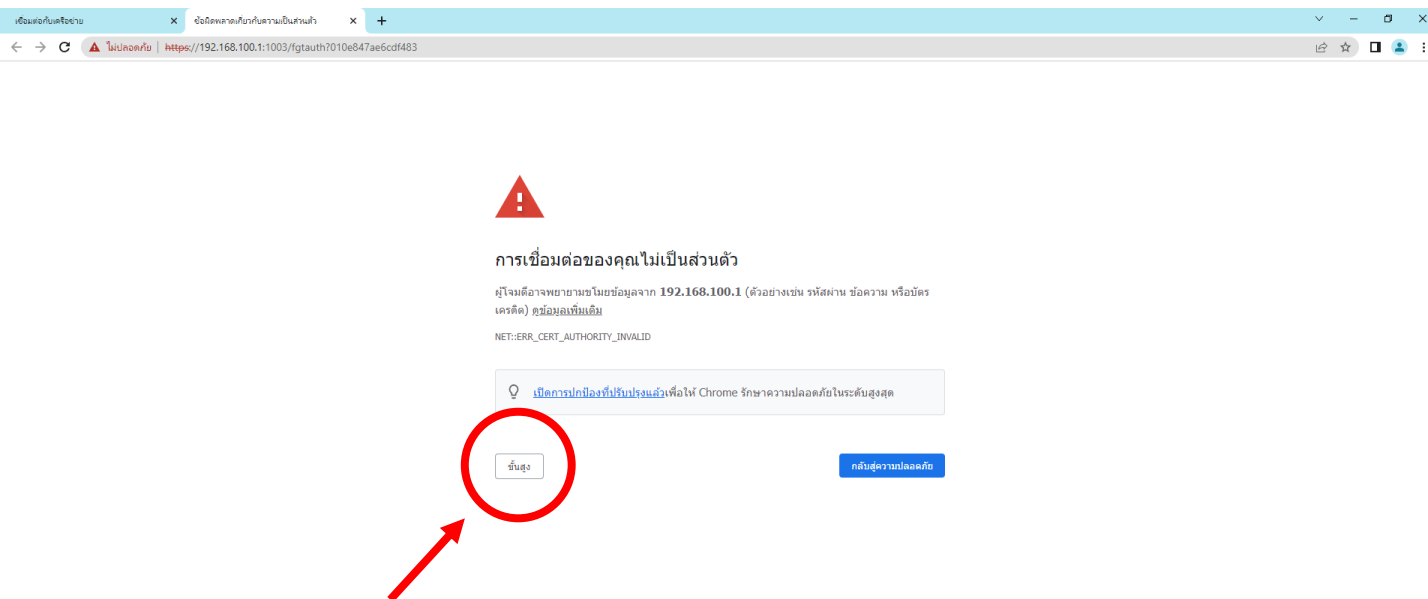 เชื่อมต่อกับเครือข่าย
ข้อผิดพลาดเกี่ยวกับความเป็นส่วนตัว
ไม่ปลอดภัย https://192.168.100.1:1003/fgtauth?010e847ae6cdf483
การเชื่อมต่อของคุณไม่เป็นส่วนตัว
ผู้โจมตีอาจพยายามขโมยข้อมูลจาก 192.168.100.1 (ตัวอย่างเช่น รหัสผ่าน ข้อความ หรือบัตร
เครดิต) ดูข้อมูลเพิ่มเติม
NET::ERR_CERT_AUTHORITY_INVALID
เปิดการปกป้องที่ปรับปรุงแล้วเพื่อให้ Chrome รักษาความปลอดภัยในระดับสูงสุด
ขั้นสูง
กลับสู่ความปลอดภัย